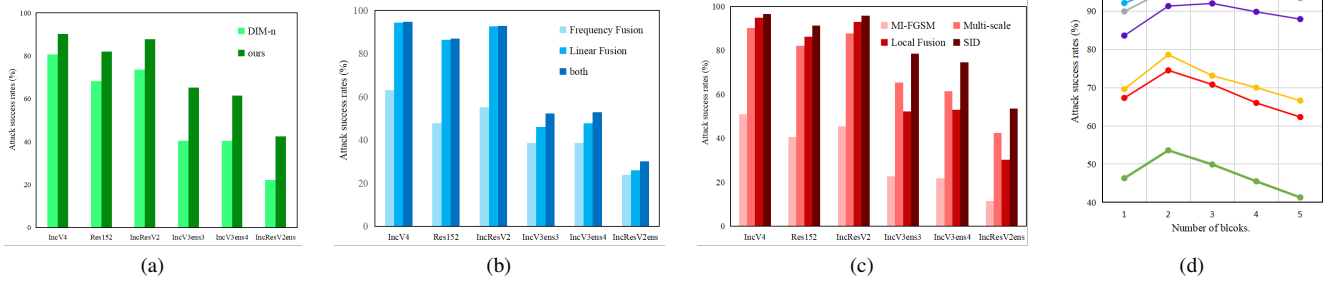 Attack success rates (%)
100
80
60
40
20
0
DIM-n
ours
IncV4 Res152 IncResV2 IncV3ens3 IncV3ens4 IncResV2ens
(a)
Attack success rates (%)
100
80
60
40
20
0
Frequency Fusion
Linear Fusion
both
IncV4 Res152 IncResV2 IncV3ens3 IncV3ens4 IncResV2ens
(b)
Attack success rates (%)
100
80
60
40
20
0
MI-FGSM Multi-scale
Local Fusion SID
IncV4 Res152 IncResV2 IncV3ens3 IncV3ens4 IncResV2ens
(c)
Attack success rates (%)
90
80
70
60
50
40
1 2 3 4 5
Number of blcoks.
(d)